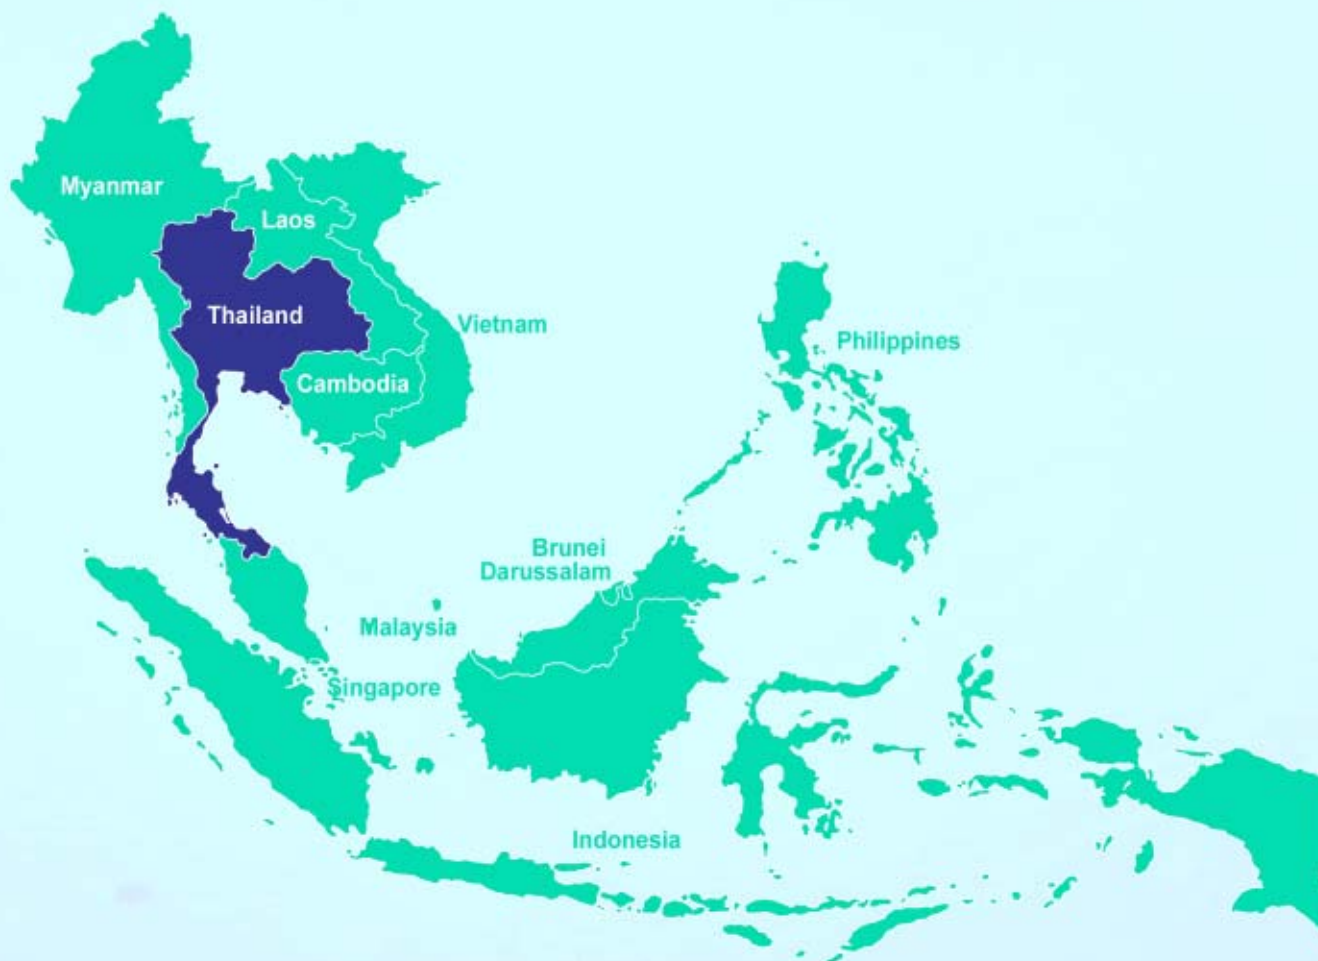 Myanmar
Laos
Thailand
Vietnam
Philippines
Cambodia
Brunei
Darussalam
Malaysia
Singapore
Indonesia